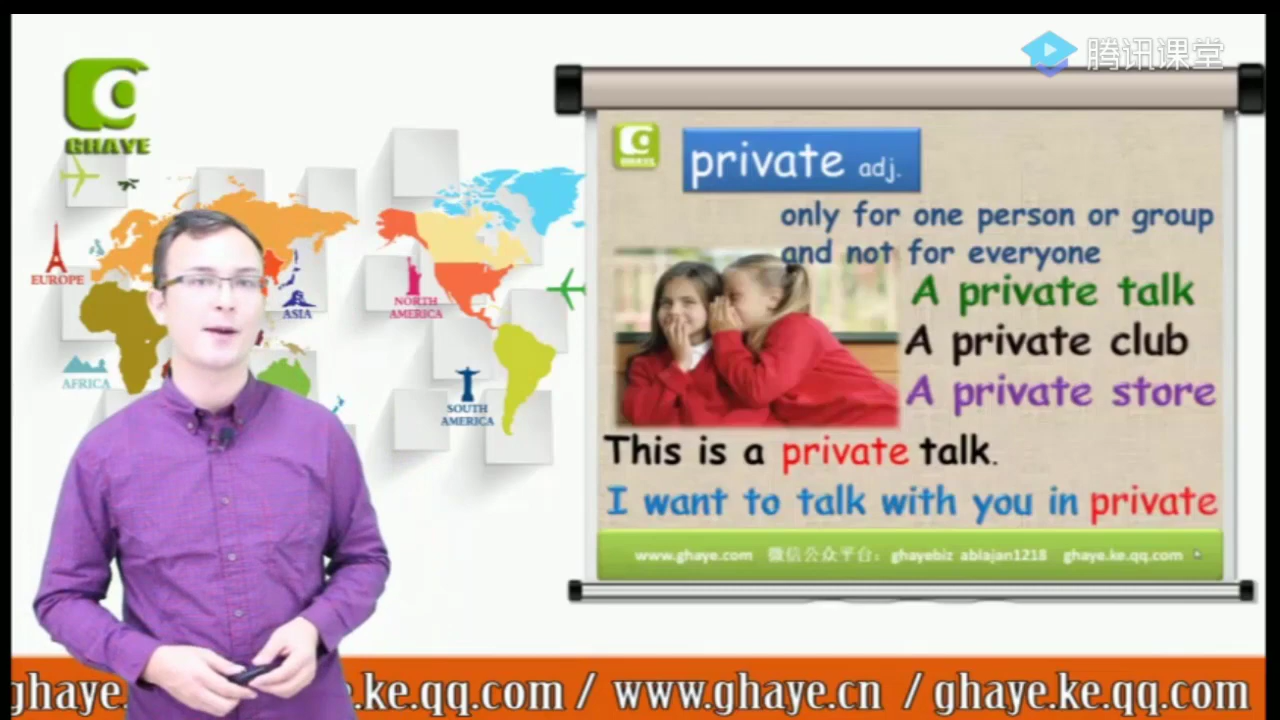 腾讯课堂
GHAYE
GHAYE
private adj.
only for one person or group
and not for everyone
A private talk
A private club
A private store
This is a private talk.
I want to talk with you in private
www.ghaye.com 微信公众平台：ghayebiz ablajan1218 ghaye.ke.qq.com
EUROPE
ASIA
NORTH
AMERICA
AFRICA
SOUTH
AMERICA
ghaye. e.ke.qq.com / www.ghaye.cn / ghaye.ke.qq.com